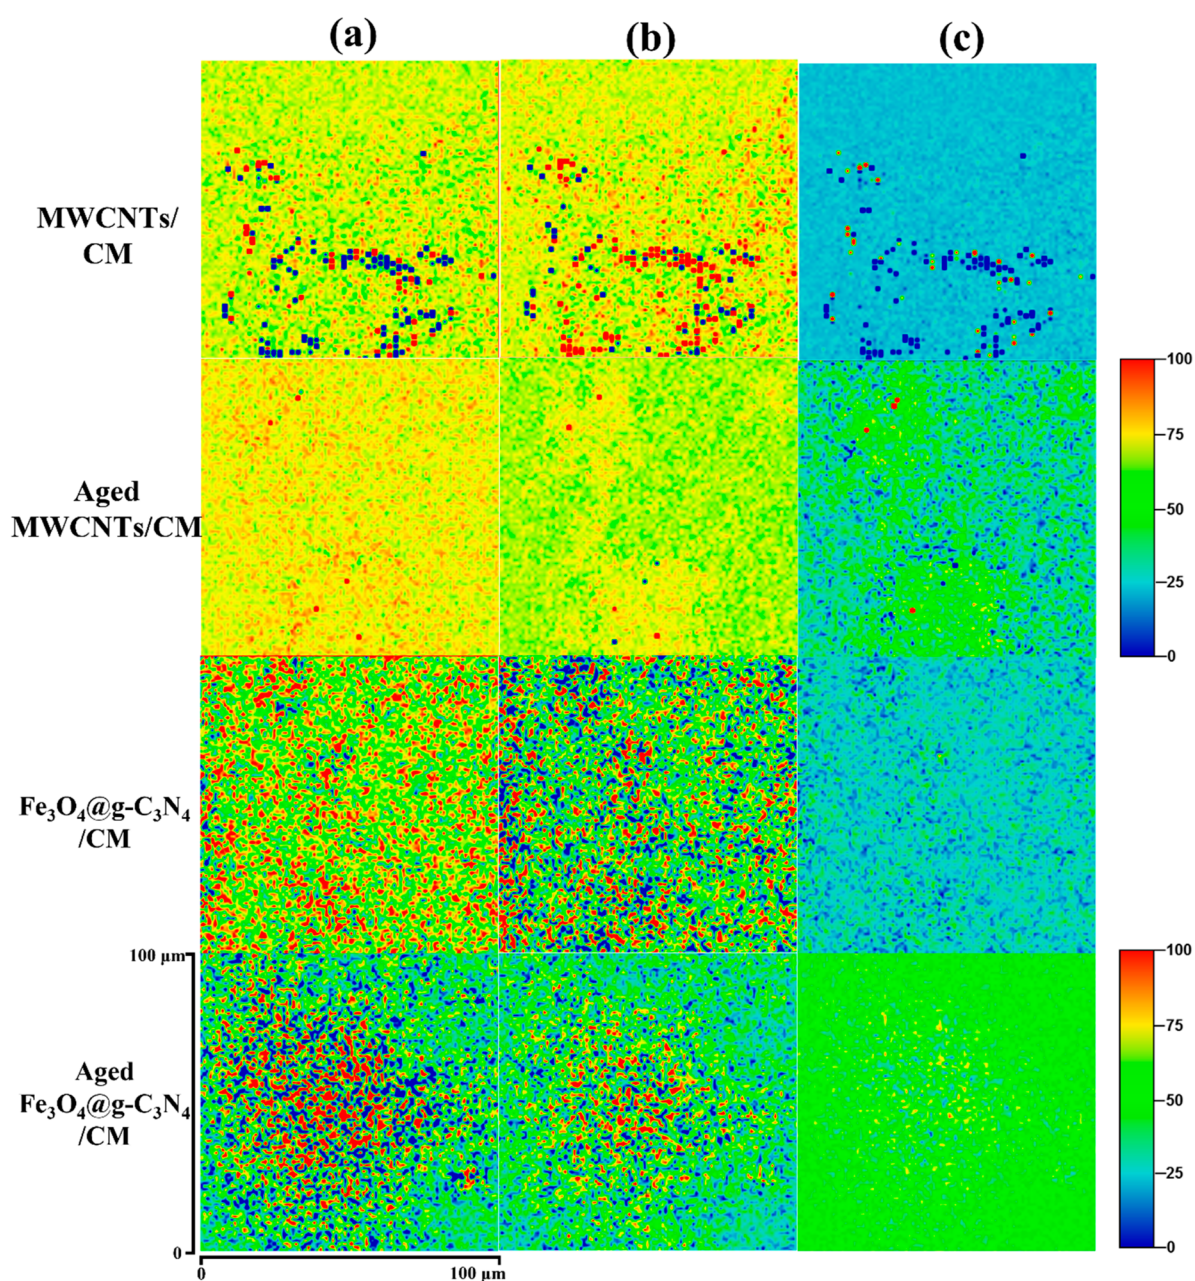 (a) (b) (c)
MWCNTs/
CM
Aged
MWCNTs/CM
100
75
50
25
0
Fe₃O₄@g-C₃N₄
/CM
100 µm
Aged
Fe₃O₄@g-C₃N₄
/CM
0
0 100 µm
100
75
50
25
0